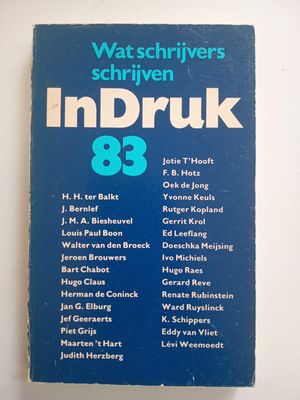 Wat schrijvers
schrijven
InDruk
83
H. H. ter Balkt
J. Bernlef
J. M. A. Biesheuvel
Louis Paul Boon
Walter van den Broeck
Jeroen Brouwers
Bart Chabot
Hugo Claus
Herman de Coninck
Jan G. Elburg
Jef Geeraerts
Piet Grijs
Maarten 't Hart
Judith Herzberg
Jotie T'Hooft
F. B. Hotz
Oek de Jong
Yvonne Keuls
Rutger Kopland
Gerrit Krol
Ed Leeflang
Doeschka Meijsing
Ivo Michiels
Hugo Raes
Gerard Reve
Renate Rubinstein
Ward Ruyslinck
K. Schippers
Eddy van Vliet
Lévi Weemoedt